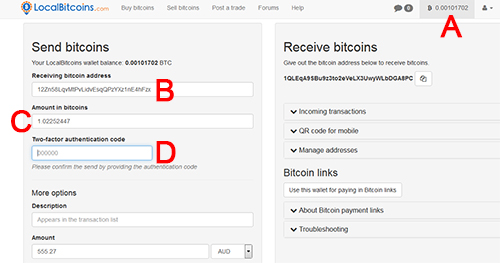 LocalBitcoins.com Buy bitcoins Sell bitcoins Post a trade Forums Help 0 0.00101702
A
Send bitcoins
Your LocalBitcoins wallet balance: 0.00101702 BTC
Receiving bitcoin address
B
Amount in bitcoins
C
1.02252447
Two-factor authentication code
000000
D
Please confirm the send by providing the authentication code
More options
Description
Appears in the transaction list
Amount
555.27 AUD
Receive bitcoins
Give out the bitcoin address below to receive bitcoins.
Incoming transactions
QR code for mobile
Manage addresses
Bitcoin links
Use this wallet for paying in Bitcoin links
About Bitcoin payment links
Troubleshooting